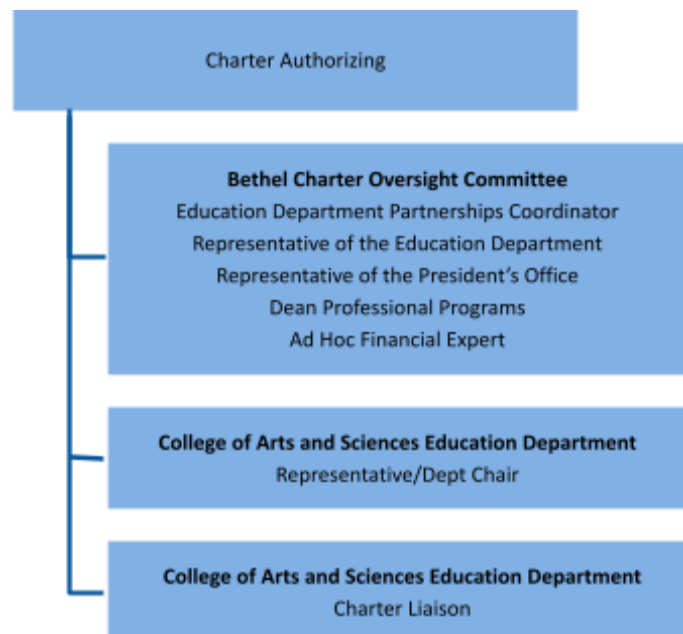 Charter Authorizing
Bethel Charter Oversight Committee
Education Department Partnerships Coordinator
Representative of the Education Department
Representative of the President's Office
Dean Professional Programs
Ad Hoc Financial Expert
College of Arts and Sciences Education Department
Representative/Dept Chair
College of Arts and Sciences Education Department
Charter Liaison